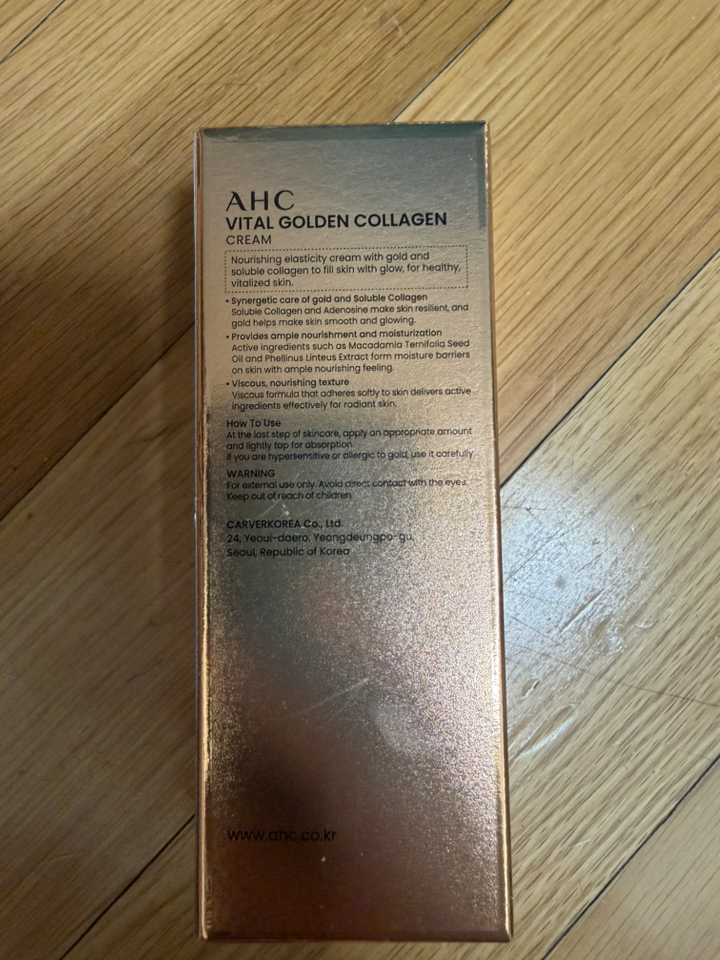 AHC
VITAL GOLDEN COLLAGEN
CREAM
Nourishing elasticity cream with gold and
soluble collagen to fill skin with glow, for healthy,
vitalized skin.
• Synergetic care of gold and Soluble Collagen
Soluble Collagen and Adenosine make skin resilient, and
gold helps make skin smooth and glowing.
• Provides ample nourishment and moisturization
Active ingredients such as Macadamia Ternifolia Seed
Oil and Phellinus Linteus Extract form moisture barriers
on skin with ample nourishing feeling.
• Viscous, nourishing texture
Viscous formula that adheres softly to skin delivers active
ingredients effectively for radiant skin.
How To Use
At the last step of skincare, apply an appropriate amount
and lightly tap for absorption.
If you are hypersensitive or allergic to gold, use it carefully
WARNING
For external use only. Avoid direct contact with the eyes.
Keep out of reach of children
CARVERKOREA Co., Ltd.
24, Yeoui-daero, Yeongdeungpo-gu,
Seoul, Republic of Korea
www.ahc.co.kr